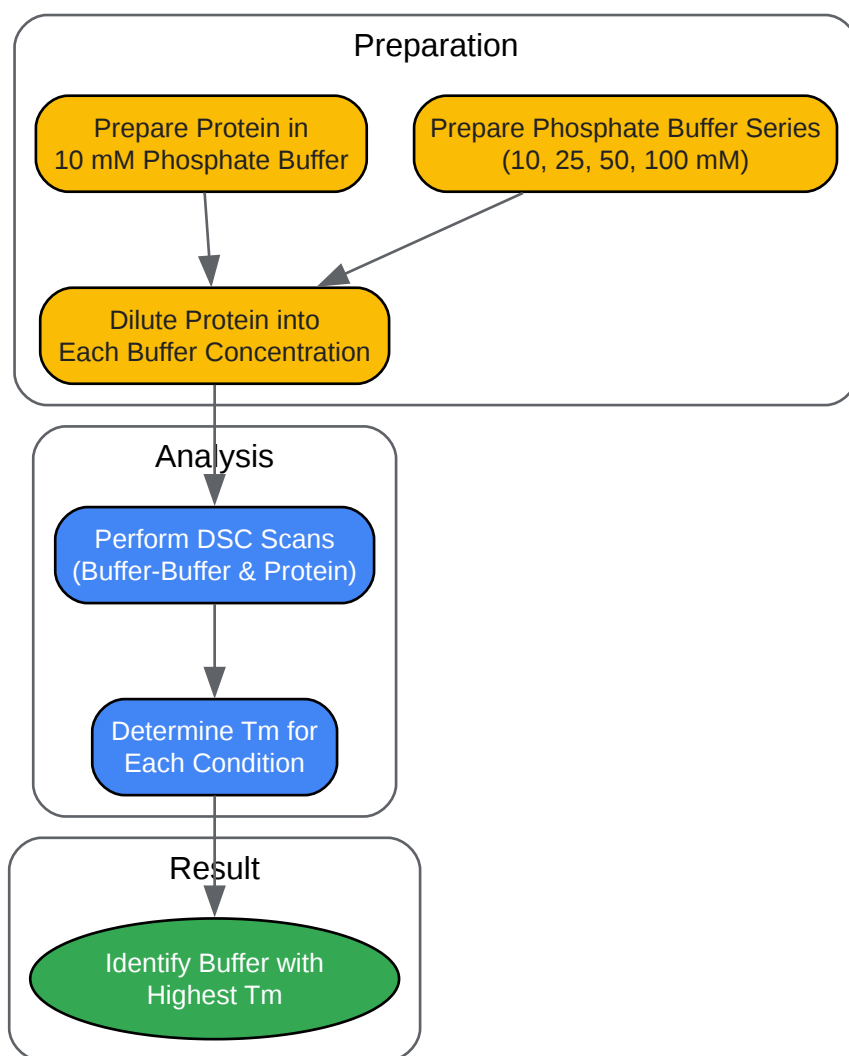 Preparation
Prepare Protein in
10 mM Phosphate Buffer
Prepare Phosphate Buffer Series
(10, 25, 50, 100 mM)
Dilute Protein into
Each Buffer Concentration
Analysis
Perform DSC Scans
(Buffer-Buffer & Protein)
Determine Tm for
Each Condition
Result
Identify Buffer with
Highest Tm